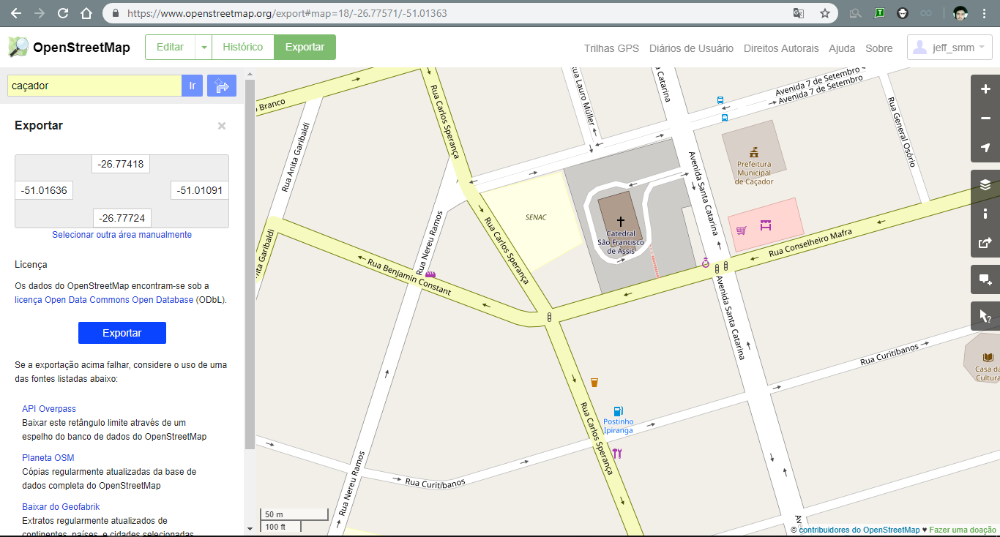 https://www.openstreetmap.org/export#map=18/-26.77571/-51.01363
OpenStreetMap
Editar
Histórico
Exportar
Trilhas GPS
Diários de Usuário
Direitos Autorais
Ajuda
Sobre
jeff_smm
caçador
Ir
Exportar
-26.77418
-51.01636
-51.01091
-26.77724
Selecionar outra área manualmente
Licença
Os dados do OpenStreetMap encontram-se sob a
licença Open Data Commons Open Database (ODbL).
Exportar
Se a exportação acima falhar, considere o uso de uma
das fontes listadas abaixo:
API Overpass
Baixar este retângulo limite através de um
espelho do banco de dados do OpenStreetMap
Planeta OSM
Cópias regularmente atualizadas da base de
dados completa do OpenStreetMap
Baixar do Geofabrik
Extratos regularmente atualizados de
continentes, países, e cidades selecionadas
o Branco
Rua Anita Garibaldi
Rua Carlos Sperança
Rua Lauro Müller
Catarina
Avenida 7 de Setembro
Avenida 7 de Setembro
Rua General Osório
Prefeitura
Municipal
de Caçador
Avenida Santa Catarina
SENAC
Catedral
São Francisco
de Assis
Rua Conselheiro Mafra
Rua Nereu Ramos
Rua Carlos Sperança
nita Garibaldi
Rua Benjamin Constant
Avenida Santa Catarina
Rua Curitibanos
Casa da
Cultura
Postinho
Ipiranga
Rua Carlos Sperança
Rua Nereu Ramos
Rua Curitibanos
Ave
50 m
100 ft
© contribuidores do OpenStreetMap ♥ Fazer uma doação